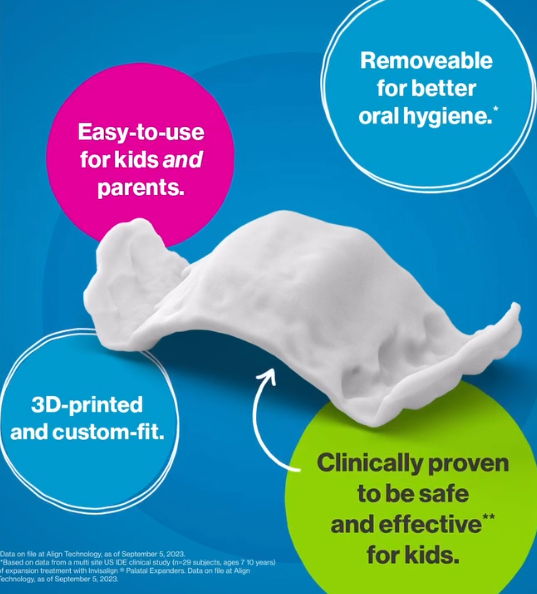 Removeable
for better
oral hygiene.*
Easy-to-use
for kids and
parents.
3D-printed
and custom-fit.
Clinically proven
to be safe
and effective**
for kids.
Data on file at Align Technology, as of September 5, 2023.
*Based on data from a multi site US IDE clinical study (n=29 subjects, ages 7 10 years)
of expansion treatment with Invisalign ® Palatal Expanders. Data on file at Align
Technology, as of September 5, 2023.